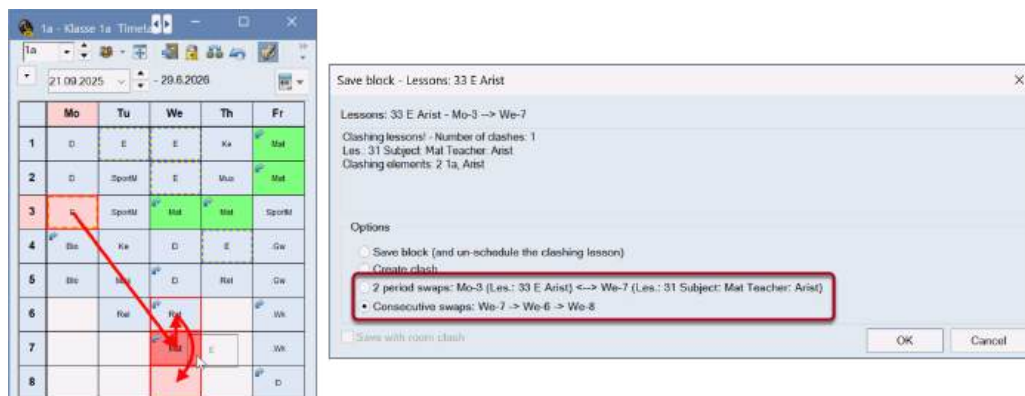 1a - Klasse 1a Timeta
1a
21.09.2025 - 29.6.2026
Mo Tu We Th Fr
1 D E E Ke Mat
2 D SportM E Mus Mat
3 SportM Mat Mat SportM
4 Bio Ke D E Gw
5 Bio D Rel Gw
6 Rel Rel Wk
7 Mat E Wk
8 D
Save block - Lessons: 33 E Arist
Lessons: 33 E Arist - Mo-3 --> We-7
Clashing lessons! - Number of clashes: 1
Les.: 31 Subject: Mat Teacher: Arist
Clashing elements: 2 1a, Arist
Options
Save block (and un-schedule the clashing lesson)
Create clash
2 period swaps: Mo-3 (Les.: 33 E Arist) <--> We-7 (Les.: 31 Subject: Mat Teacher: Arist)
Consecutive swaps: We-7 -> We-6 -> We-8
Save with room clash
OK Cancel